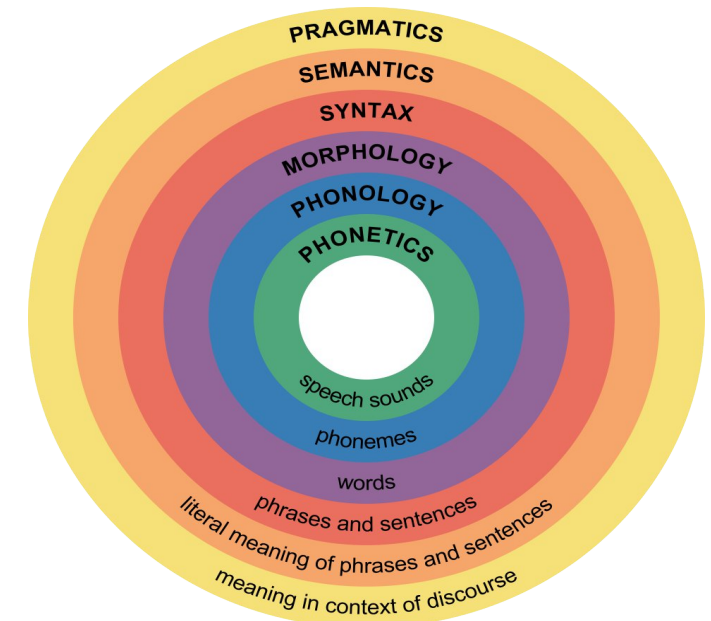 PRAGMATICS
SEMANTICS
SYNTAX
MORPHOLOGY
PHONOLOGY
PHONETICS
speech sounds
phonemes
words
phrases and sentences
literal meaning of phrases and sentences
meaning in context of discourse